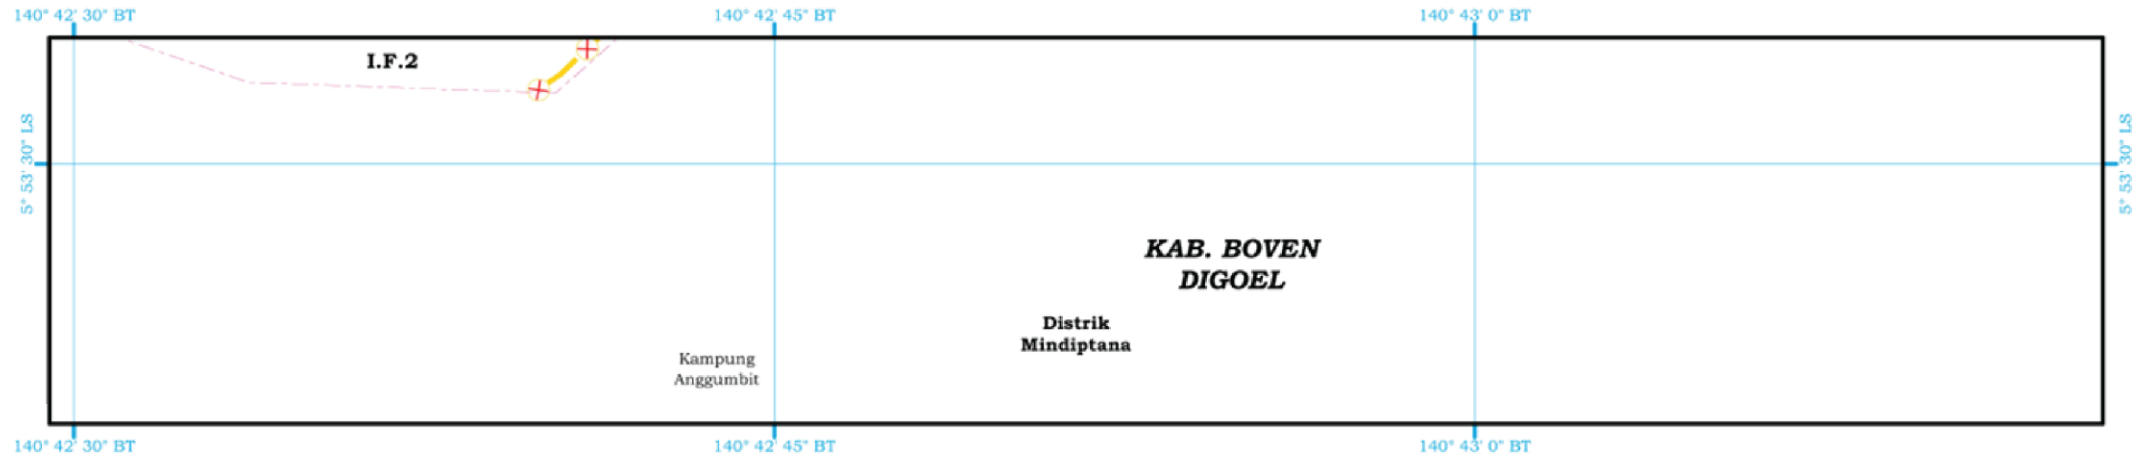 140° 42' 30" BT
140° 42' 45" BT
140° 43' 0" BT
I.F.2
5° 53' 30" LS
5° 53' 30" LS
KAB. BOVEN
DIGOEL
Distrik
Mindiptana
Kampung
Anggumbit
140° 42' 30" BT
140° 42' 45" BT
140° 43' 0" BT